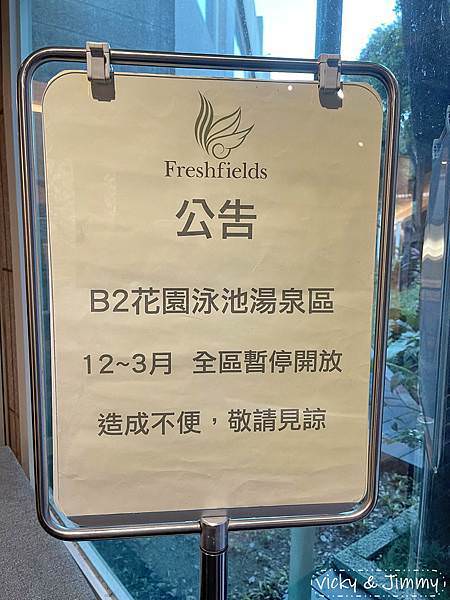 Freshfields
公告
B2花園泳池湯泉區
12~3月 全區暫停開放
造成不便，敬請見諒
Vicky & Jimmy